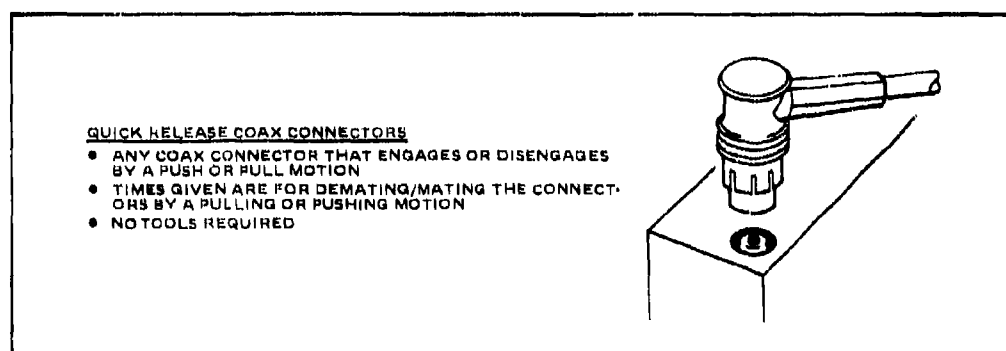 QUICK RELEASE COAX CONNECTORS
• ANY COAX CONNECTOR THAT ENGAGES OR DISENGAGES
BY A PUSH OR PULL MOTION
• TIMES GIVEN ARE FOR DEMATING/MATING THE CONNECT-
ORS BY A PULLING OR PUSHING MOTION
• NO TOOLS REQUIRED